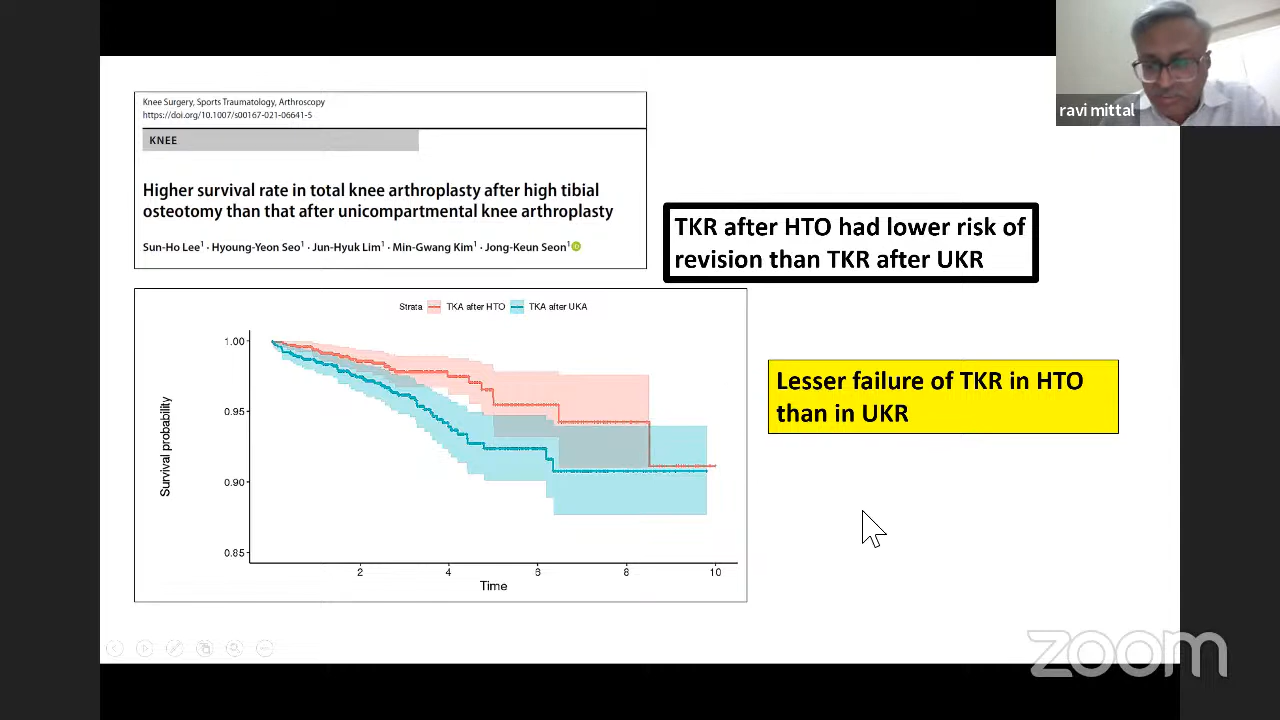 ravi mittal
Knee Surgery, Sports Traumatology, Arthroscopy
https://doi.org/10.1007/s00167-021-06641-5
KNEE
Higher survival rate in total knee arthroplasty after high tibial
osteotomy than that after unicompartmental knee arthroplasty
Sun-Ho Lee1 · Hyoung-Yeon Seo1 · Jun-Hyuk Lim1 · Min-Gwang Kim1 · Jong-Keun Seon1
TKR after HTO had lower risk of
revision than TKR after UKR
Strata TKA after HTO TKA after UKA
1.00
0.95
0.90
0.85
Survival probability
2 4 6 8 10
Time
Lesser failure of TKR in HTO
than in UKR
zoom